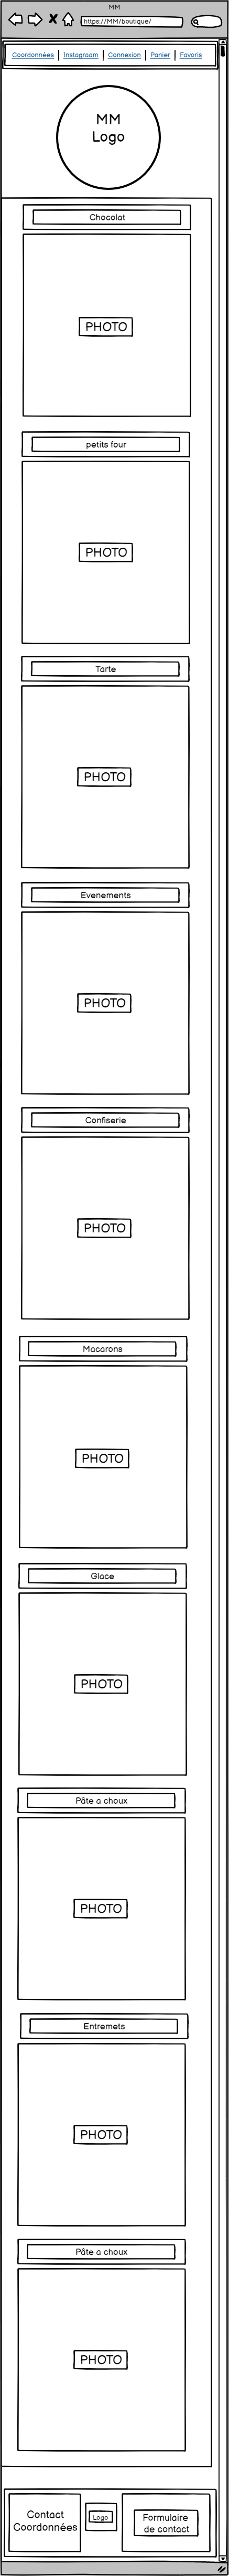 MM
https://MM/boutique/
Coordonnées | Instagraam | Connexion | Panier | Favoris
MM
Logo
Chocolat
PHOTO
petits four
PHOTO
Tarte
PHOTO
Evenements
PHOTO
Confiserie
PHOTO
Macarons
PHOTO
Glace
PHOTO
Pâte a choux
PHOTO
Entremets
PHOTO
Pâte a choux
PHOTO
Contact
Coordonnées
Logo
Formulaire
de contact